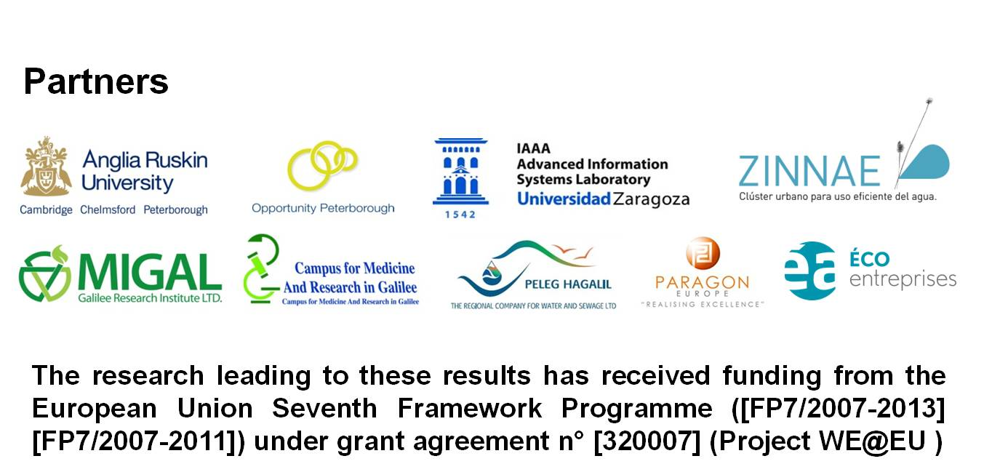 Partners
Anglia Ruskin
University
Cambridge Chelmsford Peterborough
Opportunity Peterborough
1542
IAAA
Advanced Information
Systems Laboratory
Universidad Zaragoza
ZINNAE
Clúster urbano para uso eficiente del agua.
MIGAL
Galilee Research Institute LTD.
Campus for Medicine
And Research in Galilee
Campus for Medicine And Research in Galilee
PELEG HAGALIL
THE REGIONAL COMPANY FOR WATER AND SEWAGE LTD
PARAGON
EUROPE
"REALISING EXCELLENCE"
ea
ÉCO
entreprises
The research leading to these results has received funding from the
European Union Seventh Framework Programme ([FP7/2007-2013]
[FP7/2007-2011]) under grant agreement n° [320007] (Project WE@EU )